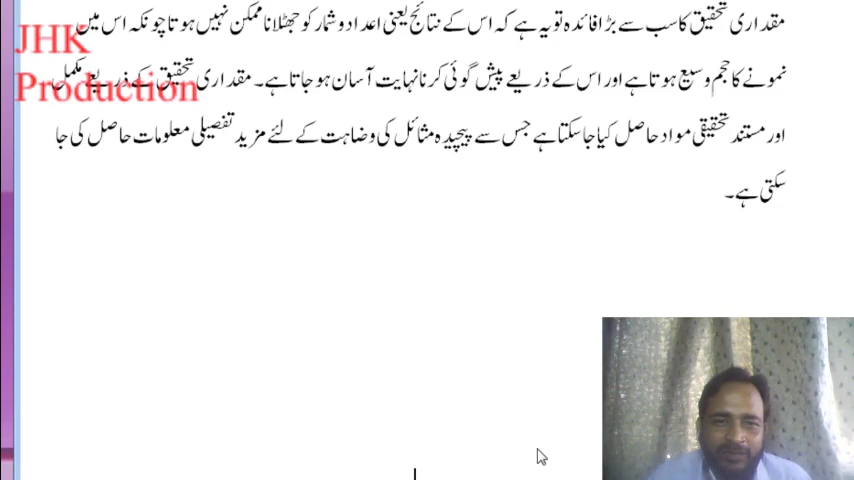 مقداری تحقیق کا سب سے بڑا فائدہ تو یہ ہے کہ اس کے نتائج یعنی اعداد و شمار کو جھٹلانا ممکن نہیں ہوتا چونکہ اس میں
JHK
نمونے کا حجم وسیع ہوتا ہے اور اس کے ذریعے پیش گوئی کرنا نہایت آسان ہو جاتا ہے۔ مقداری تحقیق کے ذریعے مکمل
Production
اور مستند تحقیقی مواد حاصل کیا جا سکتا ہے جس سے پیچیدہ مثائل کی وضاہت کے لئے مزید تفصیلی معلومات حاصل کی جا
سکتی ہے۔